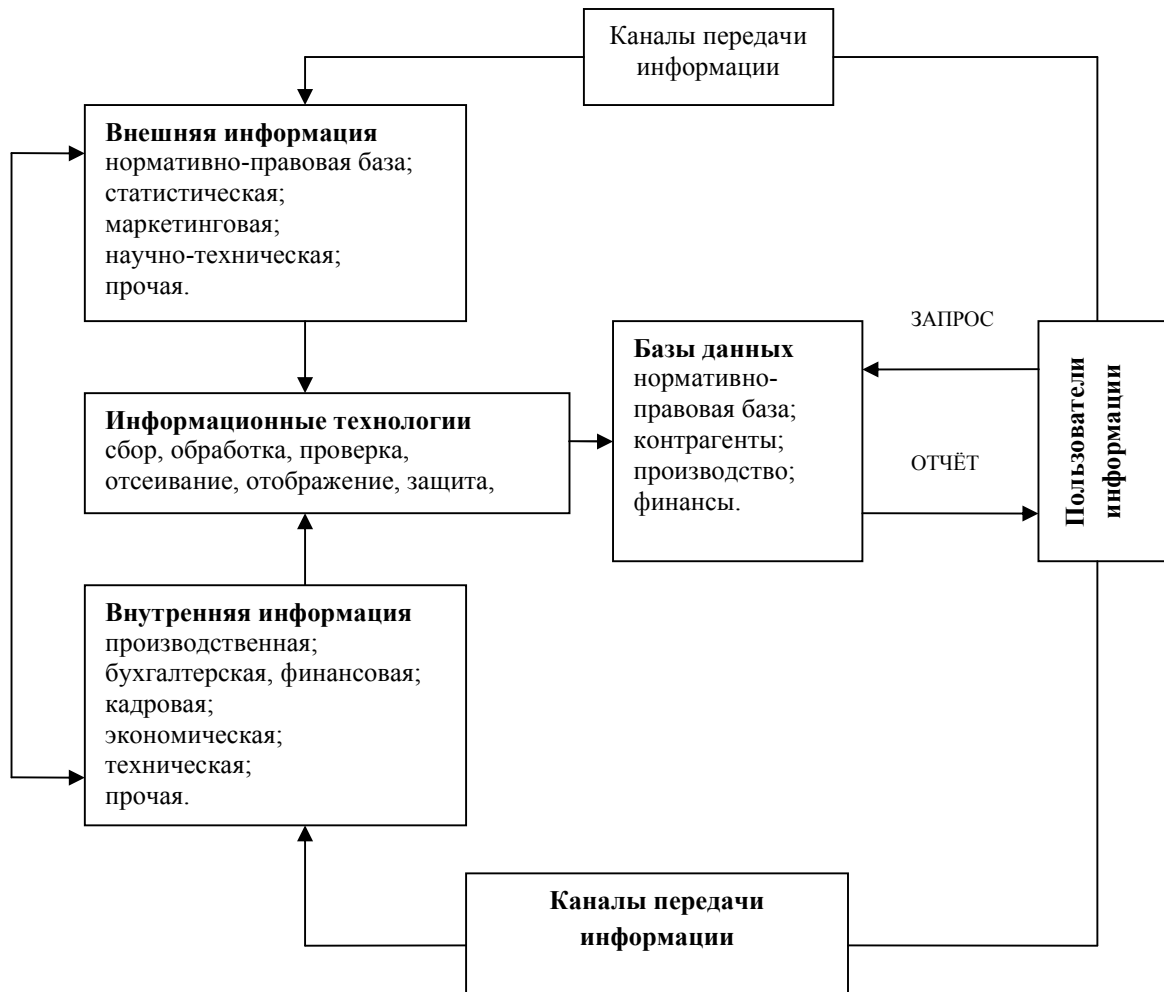 Каналы передачи
информации
Внешняя информация
нормативно-правовая база;
статистическая;
маркетинговая;
научно-техническая;
прочая.
Информационные технологии
сбор, обработка, проверка,
отсеивание, отображение, защита,
Базы данных
нормативно-
правовая база;
контрагенты;
производство;
финансы.
ЗАПРОС
ОТЧЁТ
Пользователи
информации
Внутренняя информация
производственная;
бухгалтерская, финансовая;
кадровая;
экономическая;
техническая;
прочая.
Каналы передачи
информации